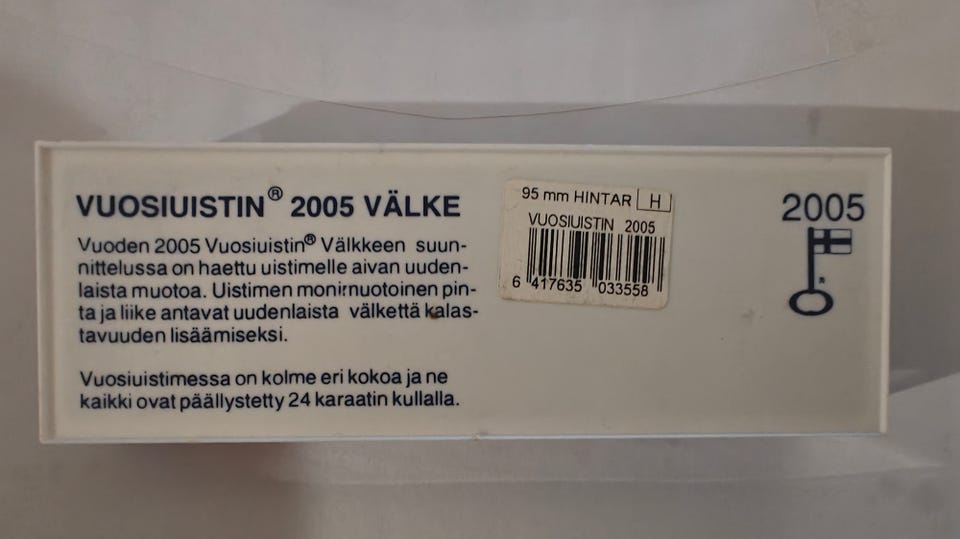 VUOSIUISTIN® 2005 VÄLKE
Vuoden 2005 Vuosiuistin® Välkkeen suun-
nittelussa on haettu uistimelle aivan uuden-
laista muotoa. Uistimen monimuotoinen pin-
ta ja liike antavat uudenlaista välkettä kalas-
tavuuden lisäämiseksi.
Vuosiuistimessa on kolme eri kokoa ja ne
kaikki ovat päällystetty 24 karaatin kullalla.
95 mm HINTAR H
VUOSIUISTIN 2005
6 417635 033558
2005
®